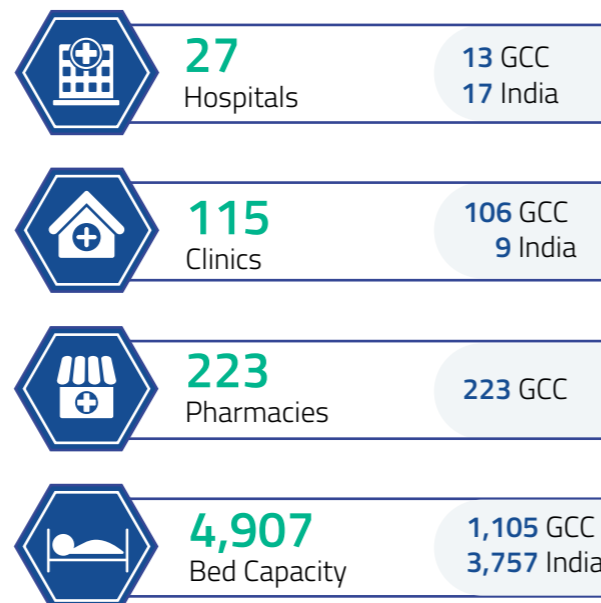 27
Hospitals
13 GCC
17 India
115
Clinics
106 GCC
9 India
223
Pharmacies
223 GCC
4,907
Bed Capacity
1,105 GCC
3,757 India